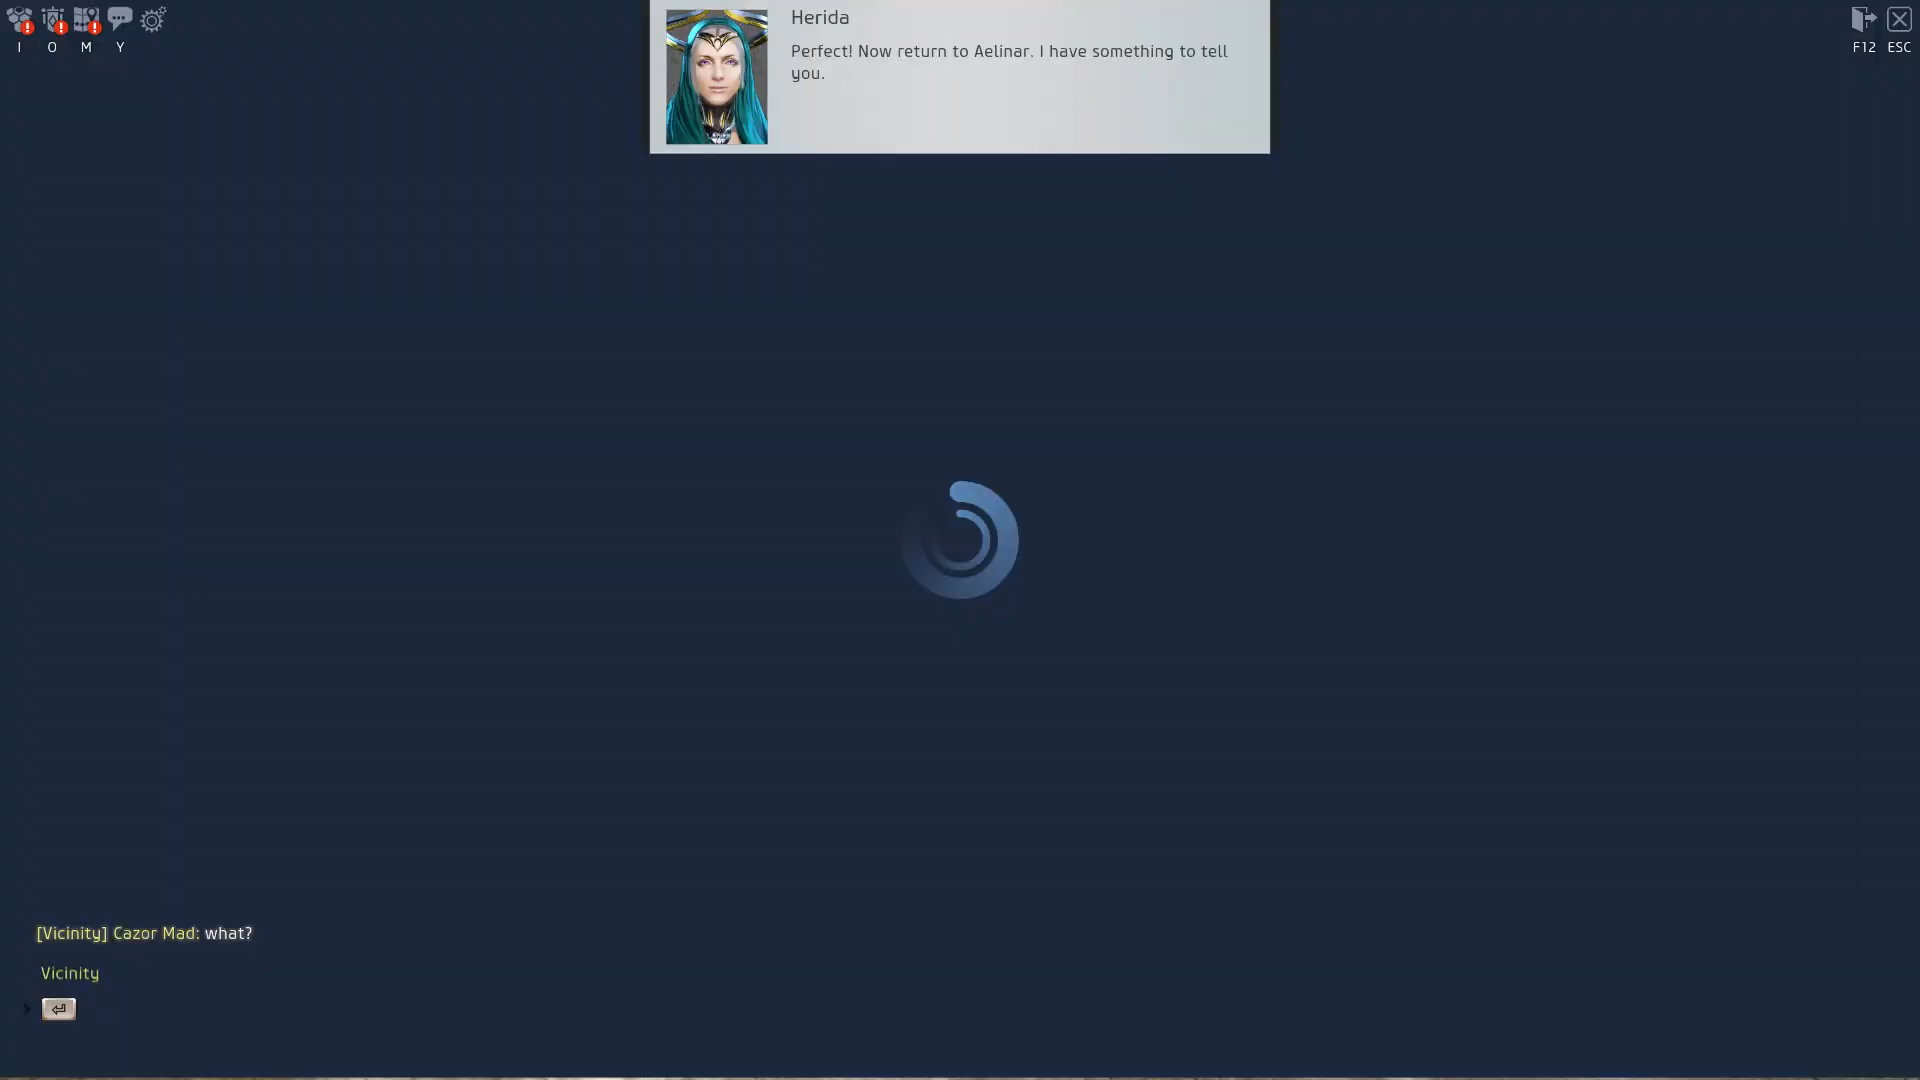 I O M Y
F12 ESC
Herida
Perfect! Now return to Aelinar. I have something to tell
you.
[Vicinity] Cazor Mad: what?
Vicinity